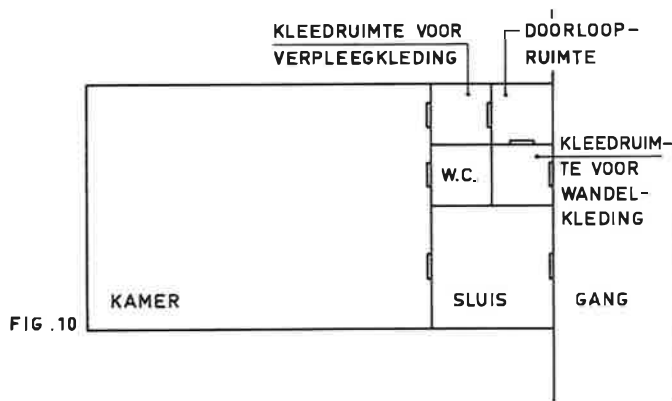 KLEEDRUIMTE VOOR
VERPLEEGKLEDING
DOORLOOP-
RUIMTE
KLEEDRUIM-
TE VOOR
WANDEL-
KLEDING
W.C.
KAMER
SLUIS
GANG
FIG.10